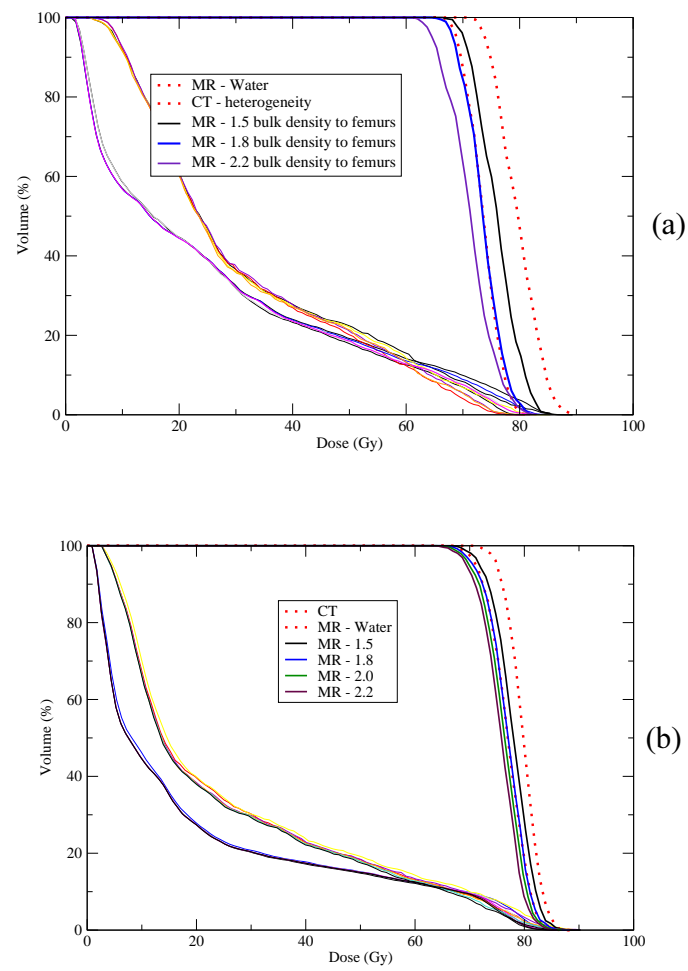 100
80
60
40
20
0
Volume (%)
MR - Water
CT - heterogeneity
MR - 1.5 bulk density to femurs
MR - 1.8 bulk density to femurs
MR - 2.2 bulk density to femurs
(a)
0 20 40 60 80 100
Dose (Gy)
100
80
60
40
20
0
Volume (%)
CT
MR - Water
MR - 1.5
MR - 1.8
MR - 2.0
MR - 2.2
(b)
0 20 40 60 80 100
Dose (Gy)